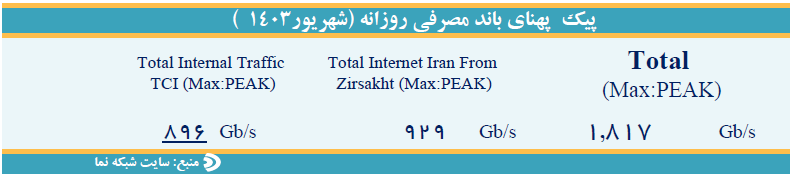 پیک پهنای باند مصرفی روزانه (شهریور۱۴۰۳ )
Total Internal Traffic
TCI (Max:PEAK)
Total Internet Iran From
Zirsakht (Max:PEAK)
Total
(Max:PEAK)
۸۹۶ Gb/s
۹۲۹ Gb/s
۱,۸۱۷ Gb/s
منبع: سایت شبکه نما